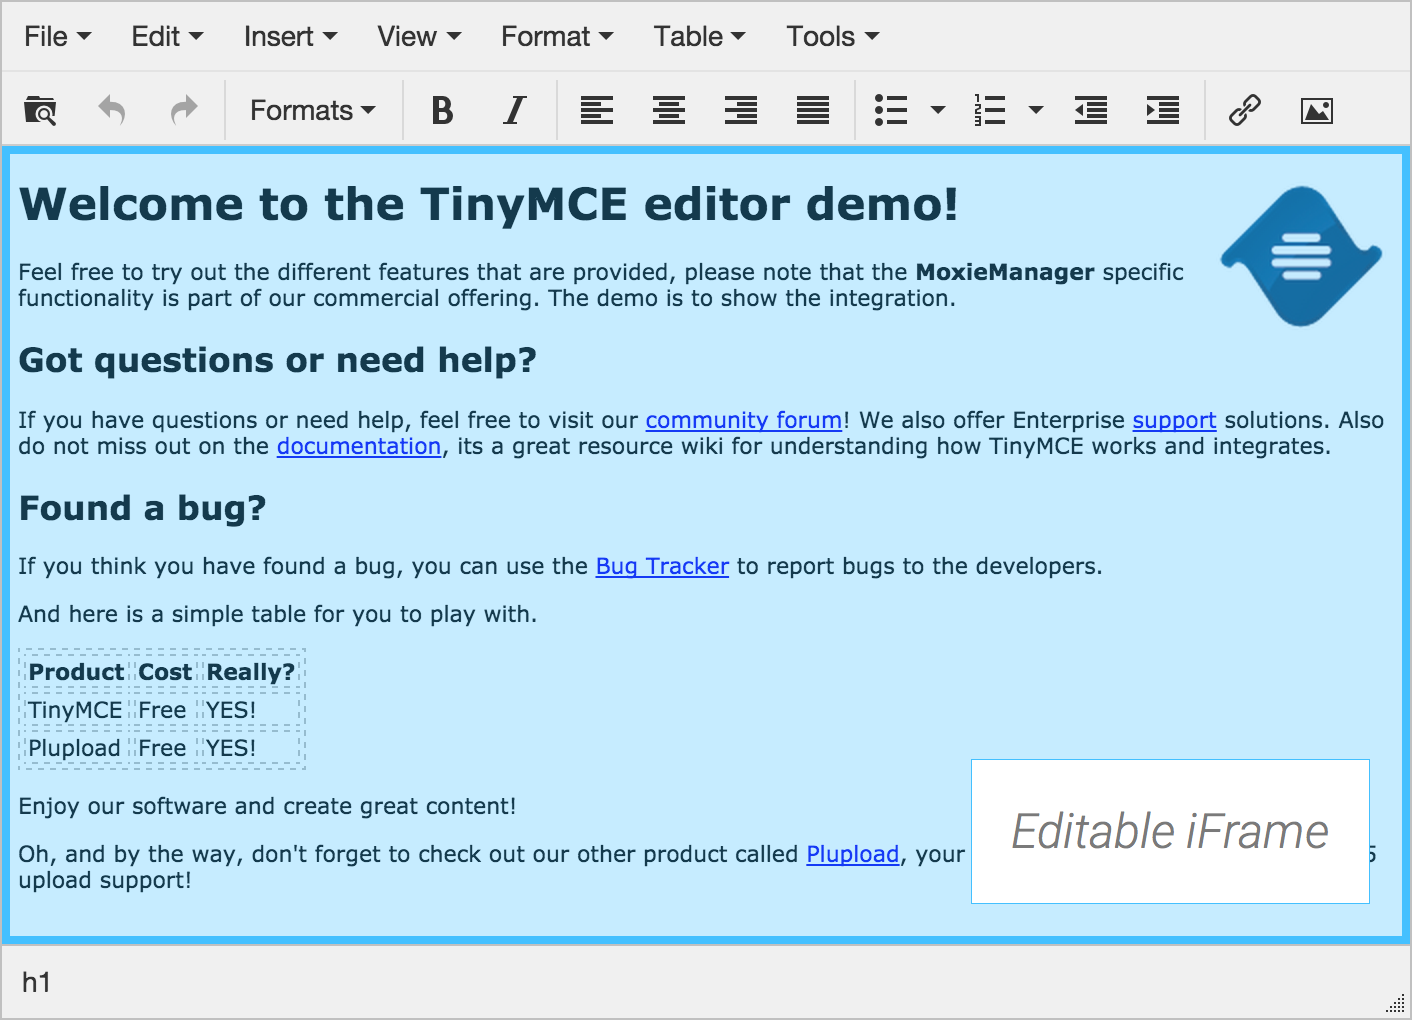 File Edit Insert View Format Table Tools
Formats B I
Welcome to the TinyMCE editor demo!
Feel free to try out the different features that are provided, please note that the MoxieManager specific
functionality is part of our commercial offering. The demo is to show the integration.
Got questions or need help?
If you have questions or need help, feel free to visit our community forum! We also offer Enterprise support solutions. Also
do not miss out on the documentation, its a great resource wiki for understanding how TinyMCE works and integrates.
Found a bug?
If you think you have found a bug, you can use the Bug Tracker to report bugs to the developers.
And here is a simple table for you to play with.
Product Cost Really?
TinyMCE Free YES!
Plupload Free YES!
Enjoy our software and create great content!
Oh, and by the way, don't forget to check out our other product called Plupload, your
upload support!
Editable iFrame
h1